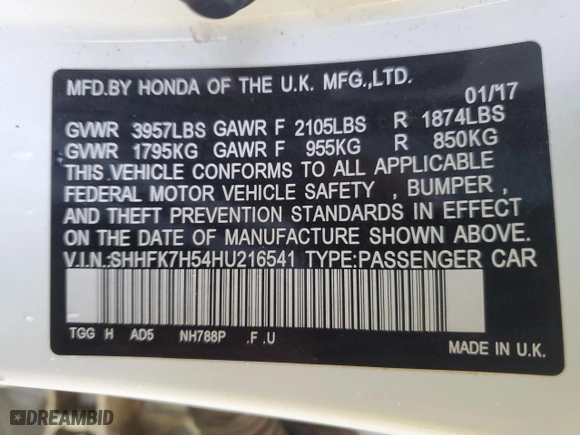 MFD.BY HONDA OF THE U.K. MFG.,LTD.
01/17
GVWR 3957LBS GAWR F 2105LBS R 1874LBS
GVWR 1795KG GAWR F 955KG R 850KG
THIS VEHICLE CONFORMS TO ALL APPLICABLE
FEDERAL MOTOR VEHICLE SAFETY , BUMPER ,
AND THEFT PREVENTION STANDARDS IN EFFECT
ON THE DATE OF MANUFACTURE SHOWN ABOVE.
V.I.N.:SHHFK7H54HU216541 TYPE:PASSENGER CAR
TGG H AD5 NH788P .F .U
MADE IN U.K.
DREAMBID